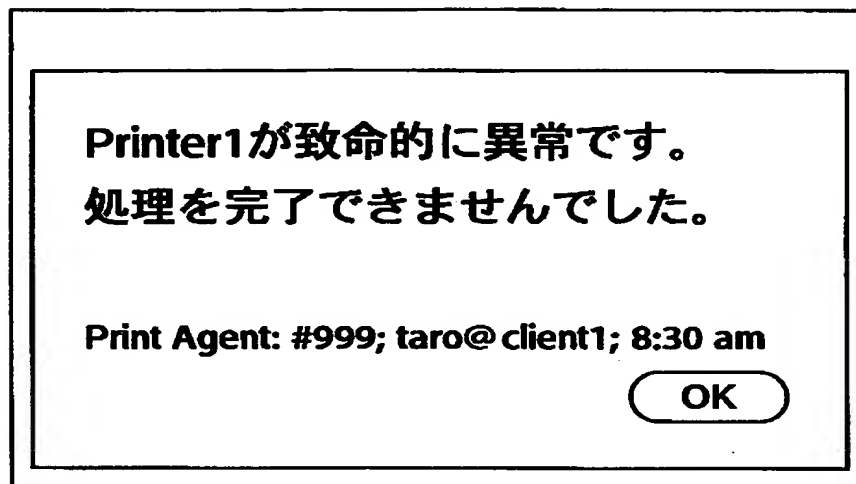 Printer1が致命的に異常です。
処理を完了できませんでした。
Print Agent: #999; taro@client1; 8:30 am
OK